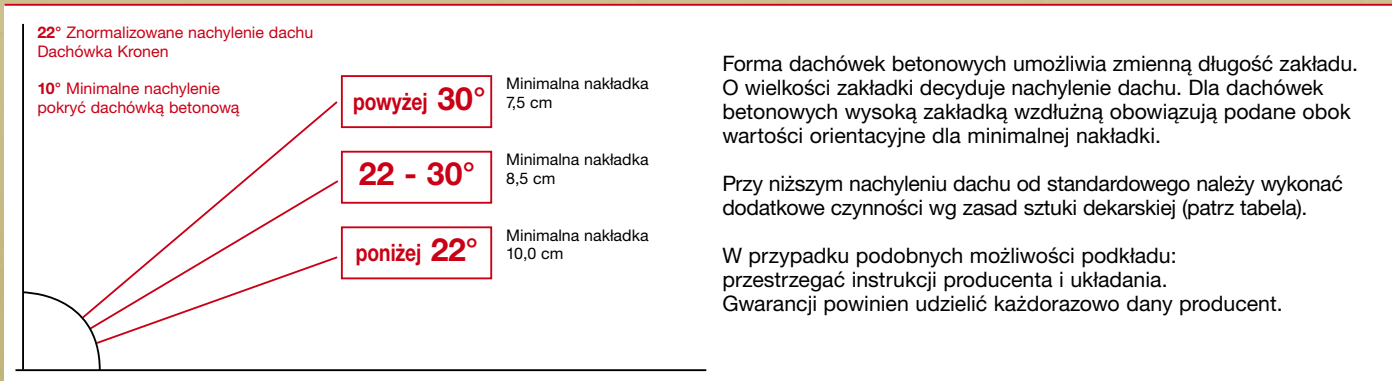 22° Znormalizowane nachylenie dachu
Dachówka Kronen
10° Minimalne nachylenie
pokryć dachówką betonową
powyżej 30°
Minimalna nakładka
7,5 cm
22 - 30°
Minimalna nakładka
8,5 cm
poniżej 22°
Minimalna nakładka
10,0 cm
Forma dachówek betonowych umożliwia zmienną długość zakładu.
O wielkości zakładki decyduje nachylenie dachu. Dla dachówek
betonowych wysoką zakładką wzdłużną obowiązują podane obok
wartości orientacyjne dla minimalnej nakładki.
Przy niższym nachyleniu dachu od standardowego należy wykonać
dodatkowe czynności wg zasad sztuki dekarskiej (patrz tabela).
W przypadku podobnych możliwości podkładu:
przestrzegać instrukcji producenta i układania.
Gwarancji powinien udzielić każdorazowo dany producent.